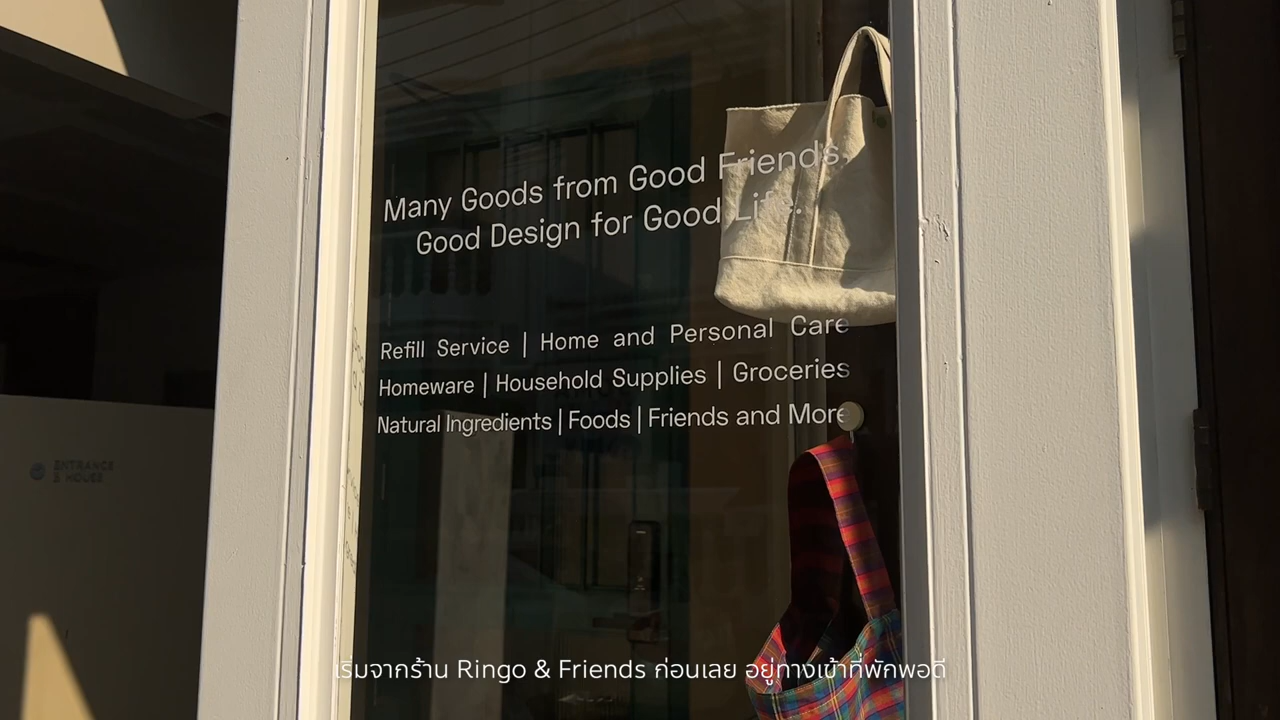 Many Goods from Good Friends
Good Design for Good Life.
Refill Service | Home and Personal Care
Homeware | Household Supplies | Groceries
Natural Ingredients | Foods | Friends and More
ENTRANCE
& HOUSE
เริ่มจากร้าน Ringo & Friends ก่อนเลย อยู่ทางเข้าที่พักพอดี